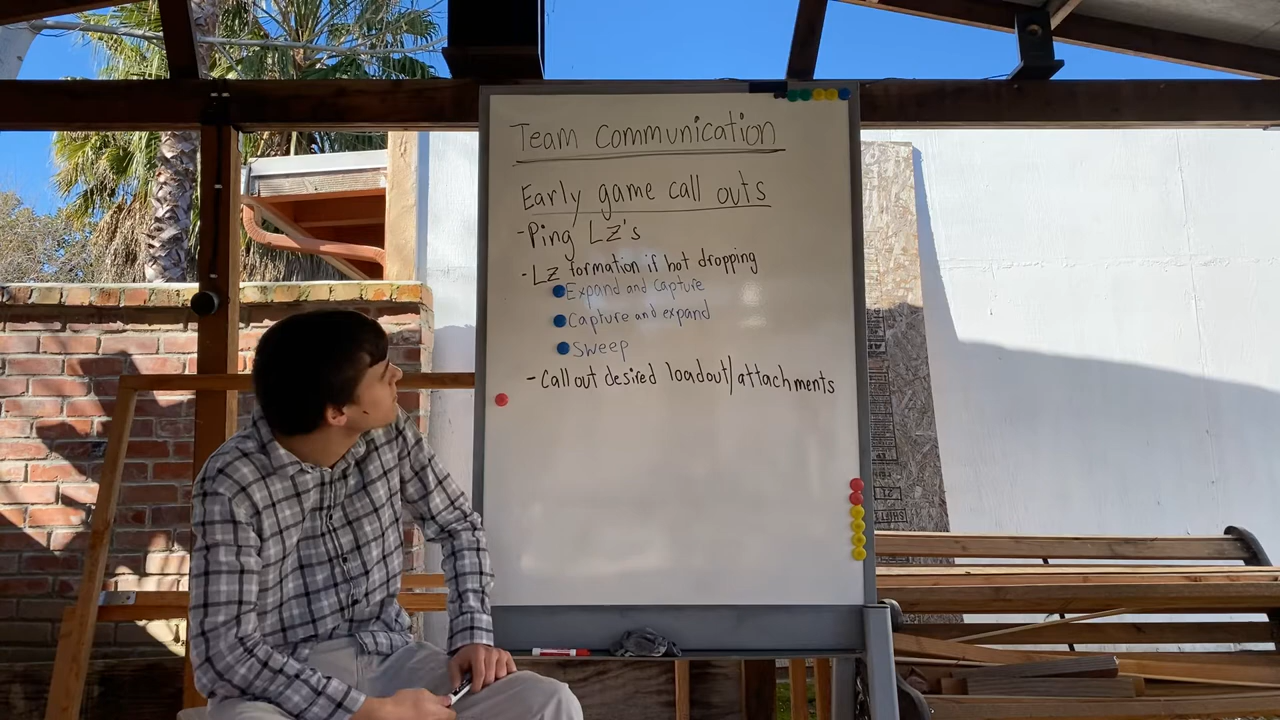 Team Communication
Early game call outs
- Ping LZ's
- LZ formation if hot dropping
Expand and Capture
Capture and expand
Sweep
- Call out desired loadout/attachments